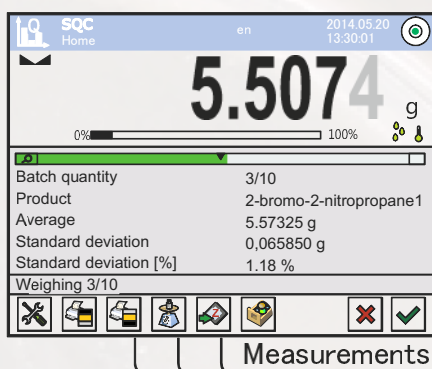 SQC
Home
en
2014.05.20
13:30:01
5.5074 g
0% 100%
Batch quantity 3/10
Product 2-bromo-2-nitropropane1
Average 5.57325 g
Standard deviation 0,065850 g
Standard deviation [%] 1.18 %
Weighing 3/10_
Measurements